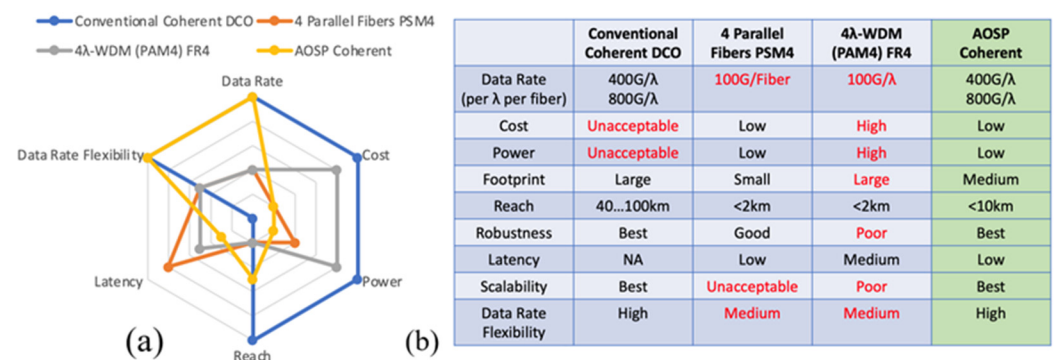 Conventional Coherent DCO 4 Parallel Fibers PSM4
4λ-WDM (PAM4) FR4 AOSP Coherent
Data Rate
Data Rate Flexibility
Cost
Latency
Power
Reach
(a)
(b)
Conventional 4 Parallel 4λ-WDM AOSP
Coherent DCO Fibers PSM4 (PAM4) FR4 Coherent
Data Rate 400G/λ 100G/Fiber 100G/λ 400G/λ
(per λ per fiber) 800G/λ 800G/λ
Cost Unacceptable Low High Low
Power Unacceptable Low High Low
Footprint Large Small Large Medium
Reach 40...100km <2km <2km <10km
Robustness Best Good Poor Best
Latency NA Low Medium Low
Scalability Best Unacceptable Poor Best
Data Rate High Medium Medium High
Flexibility